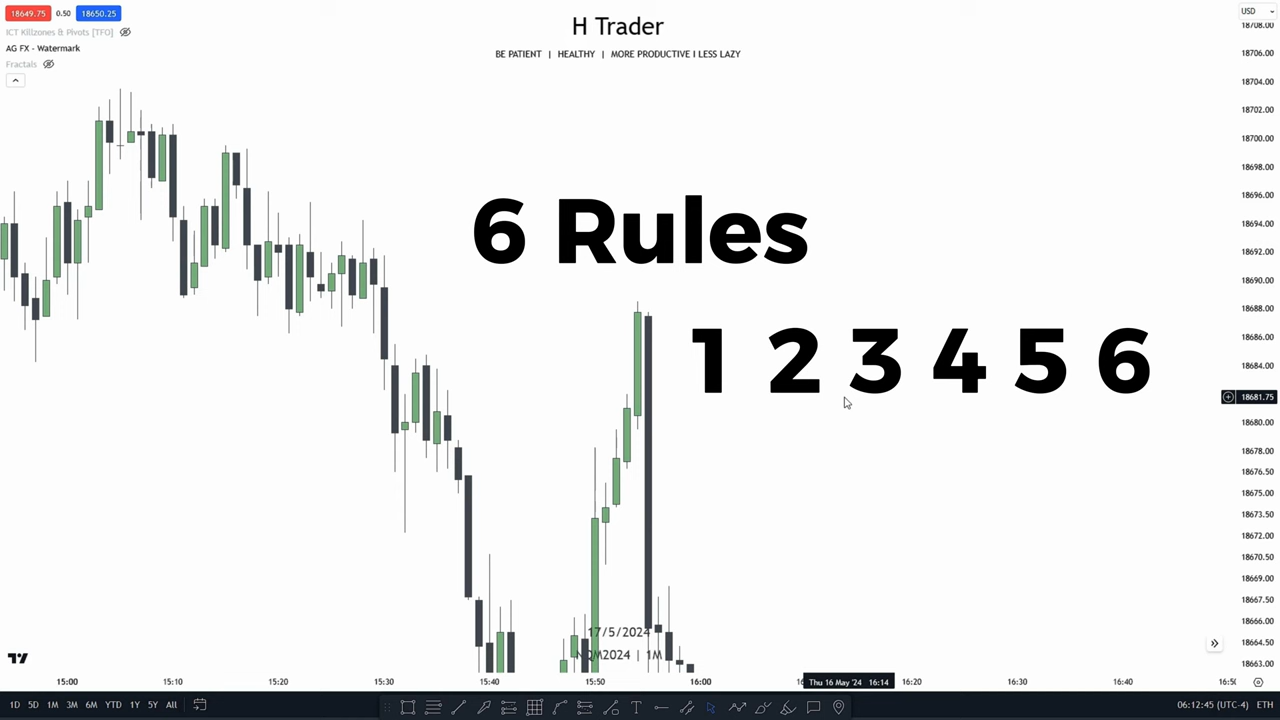 18649.75 0.50 18650.25
H Trader
USD
18708.00
ICT Killzones & Pivots [TFO]
AG FX - Watermark
BE PATIENT | HEALTHY | MORE PRODUCTIVE I LESS LAZY
18706.00
Fractals
18704.00
18702.00
18700.00
18698.00
18696.00
6 Rules
18694.00
18692.00
18690.00
18688.00
18686.00
1 2 3 4 5 6
18684.00
18681.75
18680.00
18678.00
18676.50
18675.00
18673.50
18672.00
18670.50
18669.00
18667.50
18666.00
17/5/2024
18664.50
NQM2024 | 1M
18663.00
15:00 15:10 15:20 15:30 15:40 15:50 16:00 Thu 16 May '24 16:14 16:20 16:30 16:40
1D 5D 1M 3M 6M YTD 1Y 5Y All 06:12:45 (UTC-4) ETH